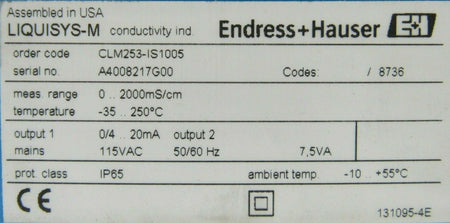 Assembled in USA
LIQUISYS-M conductivity ind. Endress+Hauser EH
order code CLM253-IS1005
serial no. A4008217G00 Codes: / 8736
meas. range 0 .. 2000mS/cm
temperature -35 .. 250°C
output 1 0/4 .. 20mA output 2
mains 115VAC 50/60 Hz 7,5VA
prot. class IP65 ambient temp. -10 .. +55°C
CE 131095-4E